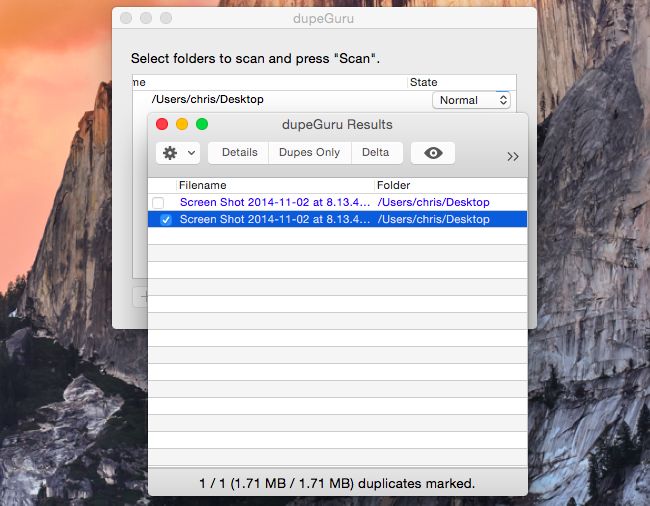 dupeGuru
Select folders to scan and press "Scan".
me State
/Users/chris/Desktop Normal
dupeGuru Results
Details Dupes Only Delta
Filename Folder
Screen Shot 2014-11-02 at 8.13.4... /Users/chris/Desktop
Screen Shot 2014-11-02 at 8.13.4... /Users/chris/Desktop
1 / 1 (1.71 MB / 1.71 MB) duplicates marked.